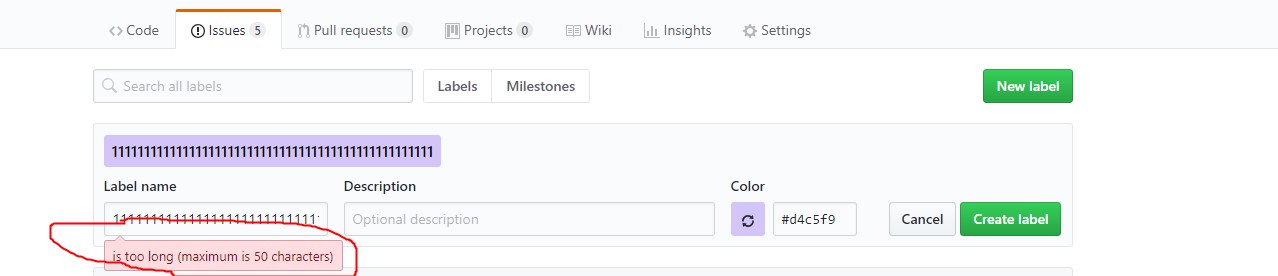 Code
Issues 5
Pull requests 0
Projects 0
Wiki
Insights
Settings
Search all labels
Labels
Milestones
New label
111111111111111111111111111111111111111111111111111
Label name
Description
Color
1111111111111111111111111111
Optional description
#d4c5f9
Cancel
Create label
is too long (maximum is 50 characters)